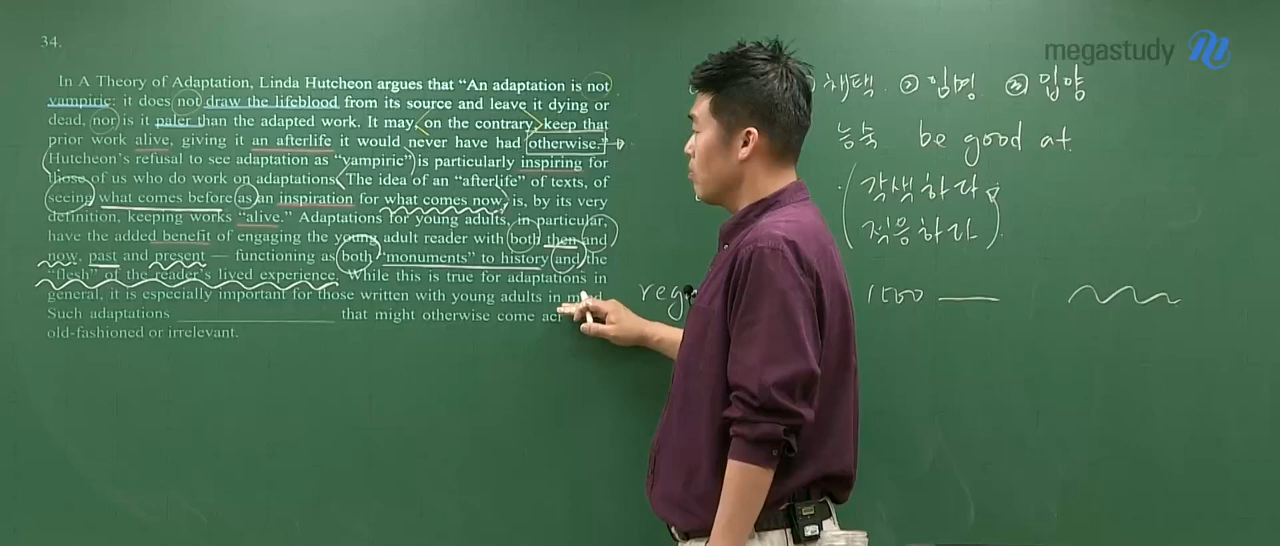 34.
In A Theory of Adaptation, Linda Hutcheon argues that “An adaptation is not
vampiric: it does not draw the lifeblood from its source and leave it dying or
dead, nor is it paler than the adapted work. It may, on the contrary, keep that
prior work alive, giving it an afterlife it would never have had otherwise.”
Hutcheon’s refusal to see adaptation as “vampiric” is particularly inspiring for
those of us who do work on adaptations. The idea of an “afterlife” of texts, of
seeing what comes before as an inspiration for what comes now, is, by its very
definition, keeping works “alive.” Adaptations for young adults, in particular,
have the added benefit of engaging the young adult reader with both then and
now, past and present — functioning as both “monuments” to history and the
“flesh” of the reader’s lived experience. While this is true for adaptations in
general, it is especially important for those written with young adults in
Such adaptations that might otherwise come
old-fashioned or irrelevant.
megastudy
채택 ② 임명 ③ 입양
능숙 be good at
각색하다
적응하다